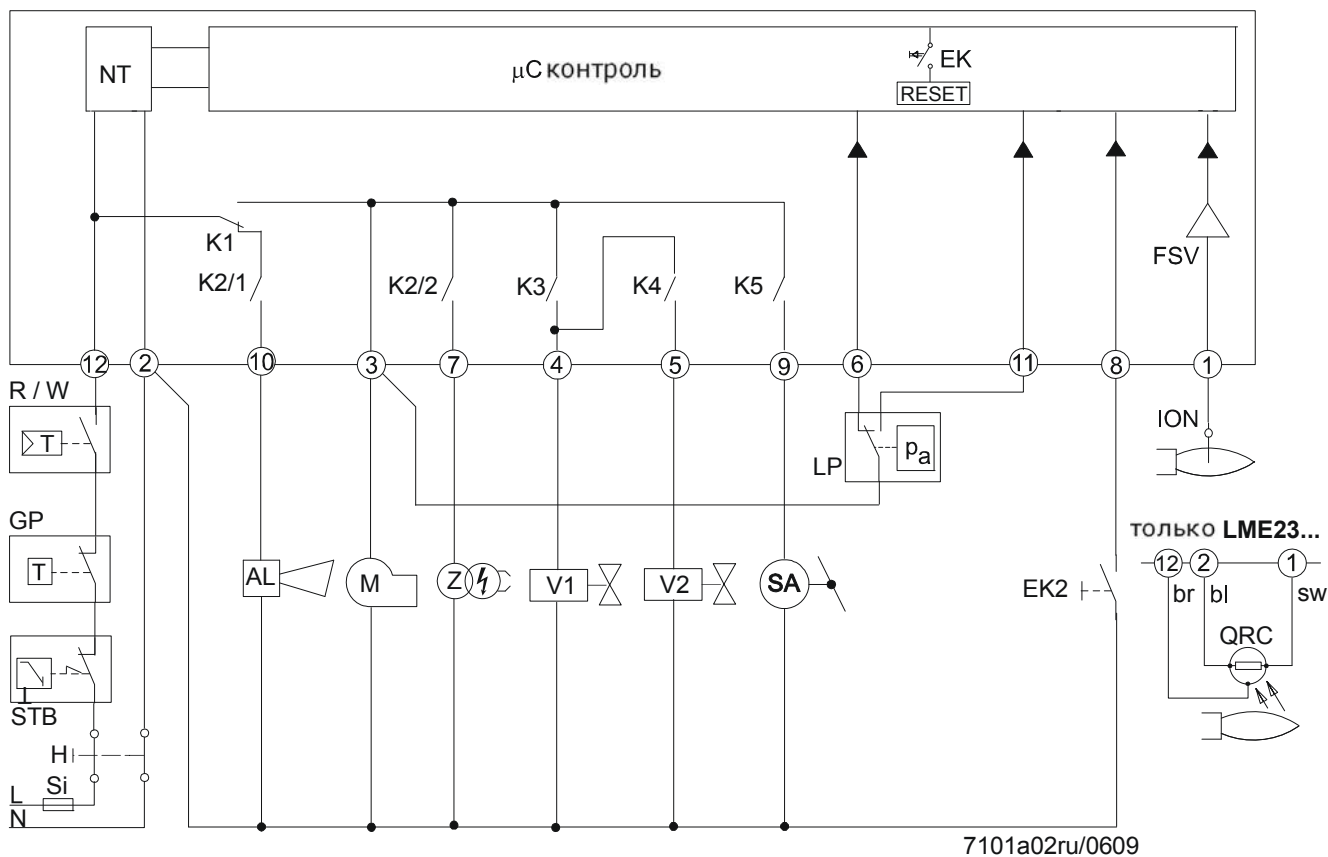 NT
μC контроль
EK
RESET
K1
FSV
K2/1
K2/2
K3
K4
K5
12
2
10
3
7
4
5
9
6
11
8
1
R / W
T
LP
pa
ION
GP
только LME23...
12
2
1
T
AL
M
Z
V1
V2
SA
EK2
br
bl
sw
QRC
STB
H
Si
L
N
7101a02ru/0609